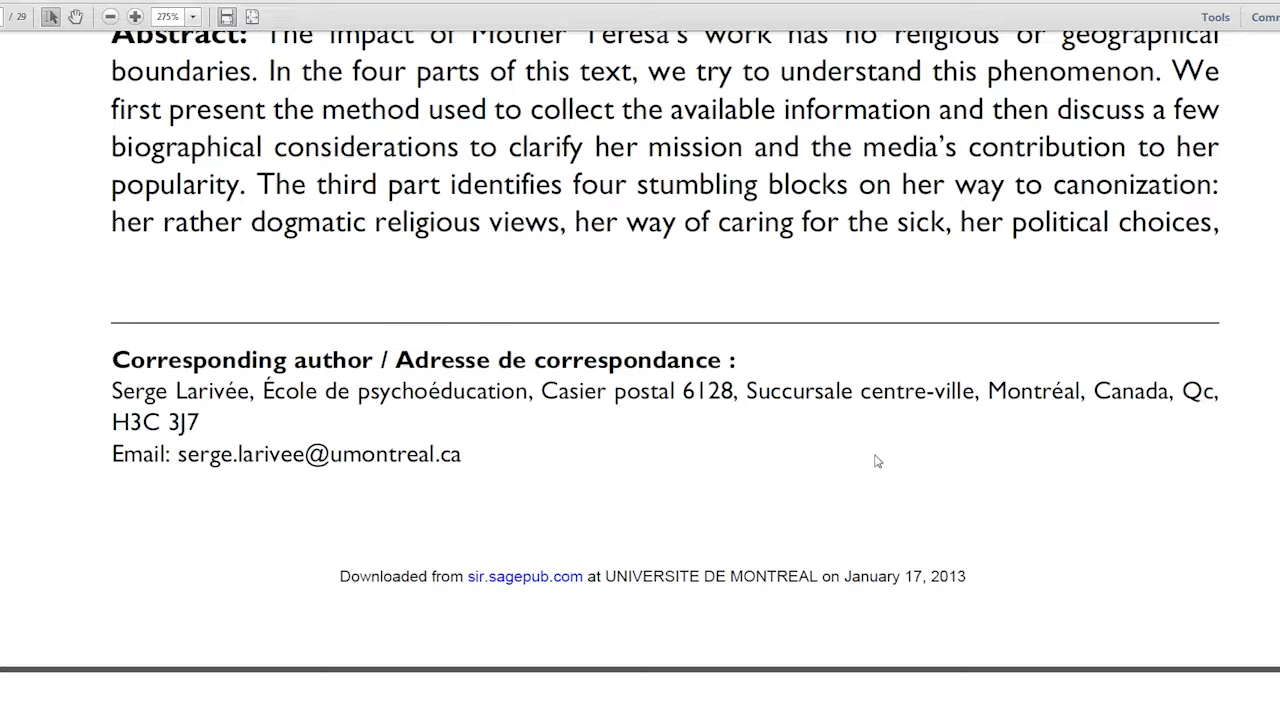 / 29 275% Tools Comm
Abstract: The impact of Mother Teresa's work has no religious or geographical
boundaries. In the four parts of this text, we try to understand this phenomenon. We
first present the method used to collect the available information and then discuss a few
biographical considerations to clarify her mission and the media's contribution to her
popularity. The third part identifies four stumbling blocks on her way to canonization:
her rather dogmatic religious views, her way of caring for the sick, her political choices,
Corresponding author / Adresse de correspondance :
Serge Larivée, École de psychoéducation, Casier postal 6128, Succursale centre-ville, Montréal, Canada, Qc,
H3C 3J7
Email: serge.larivee@umontreal.ca
Downloaded from sir.sagepub.com at UNIVERSITE DE MONTREAL on January 17, 2013